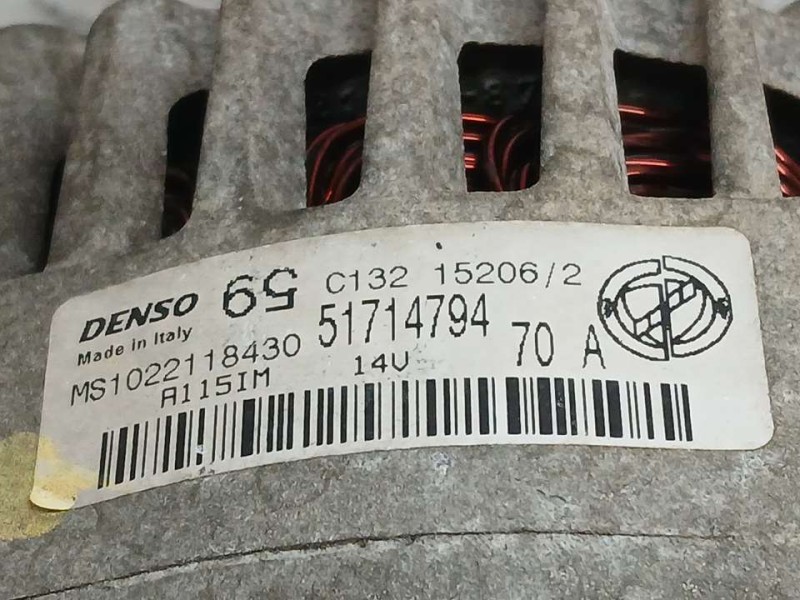 DENSO 65 C132 15206/2
Made in Italy 51714794 70 A
MS1022118430 14V
A115IM